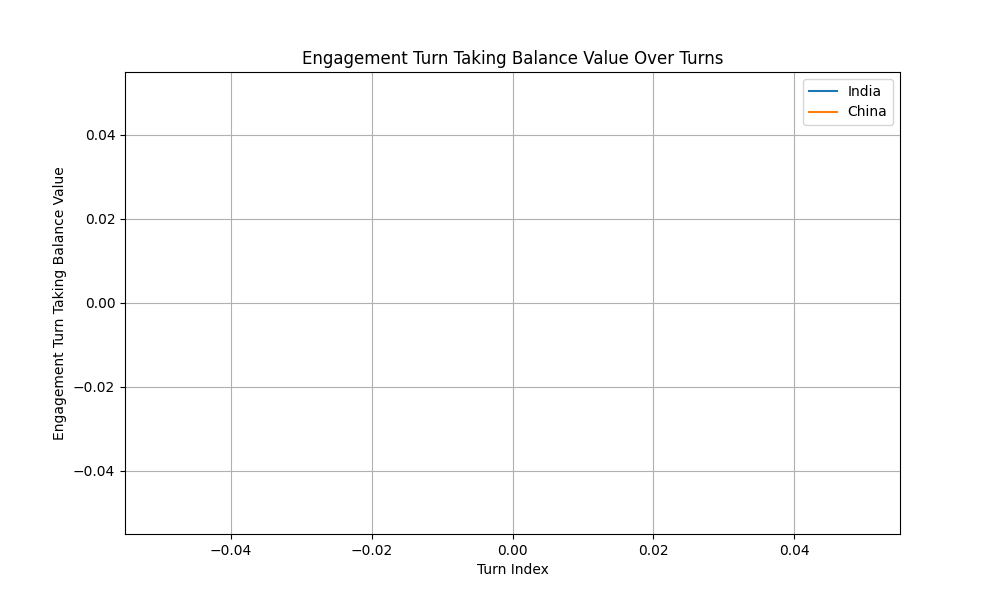 Engagement Turn Taking Balance Value Over Turns
India
China
Engagement Turn Taking Balance Value
0.04
0.02
0.00
−0.02
−0.04
−0.04
−0.02
0.00
0.02
0.04
Turn Index